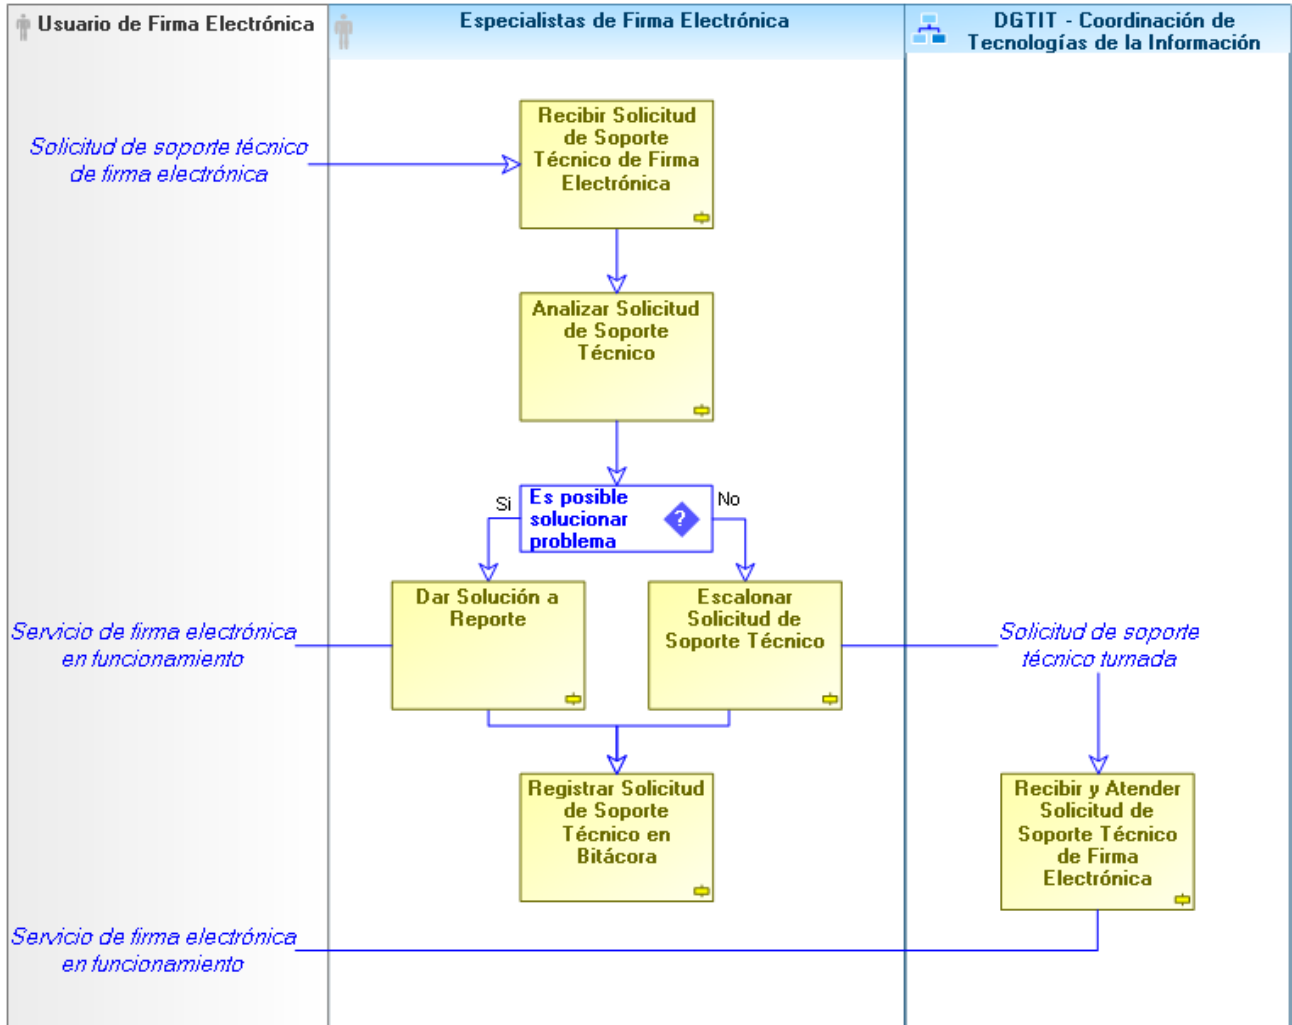 Usuario de Firma Electrónica
Especialistas de Firma Electrónica
DGTIT - Coordinación de
Tecnologías de la Información
Solicitud de soporte técnico
de firma electrónica
Recibir Solicitud
de Soporte
Técnico de Firma
Electrónica
Analizar Solicitud
de Soporte
Técnico
Si
Es posible
solucionar
problema
?
No
Dar Solución a
Reporte
Escalonar
Solicitud de
Soporte Técnico
Servicio de firma electrónica
en funcionamiento
Solicitud de soporte
técnico turnada
Registrar Solicitud
de Soporte
Técnico en
Bitácora
Recibir y Atender
Solicitud de
Soporte Técnico
de Firma
Electrónica
Servicio de firma electrónica
en funcionamiento